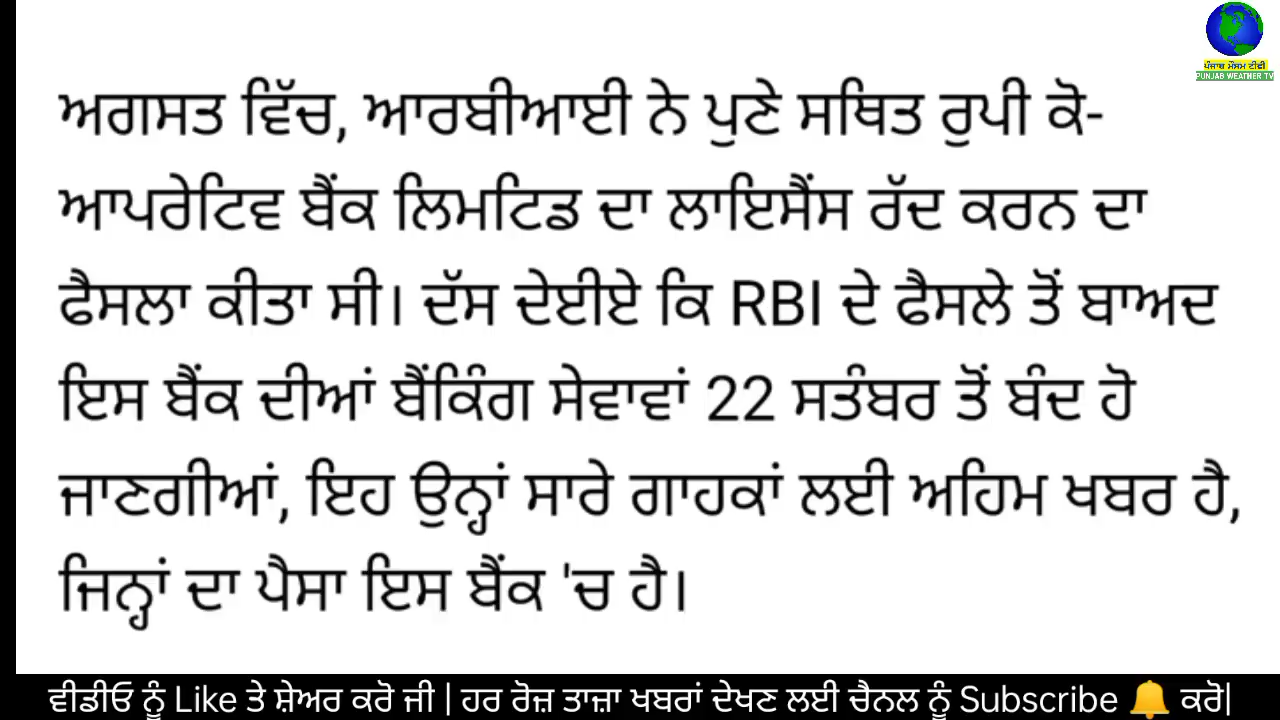 ਪੰਜਾਬ ਮੌਸਮ ਟੀਵੀ
PUNJAB WEATHER TV
ਅਗਸਤ ਵਿੱਚ, ਆਰਬੀਆਈ ਨੇ ਪੁਣੇ ਸਥਿਤ ਰੁਪੀ ਕੋ-
ਆਪਰੇਟਿਵ ਬੈਂਕ ਲਿਮਟਿਡ ਦਾ ਲਾਇਸੈਂਸ ਰੱਦ ਕਰਨ ਦਾ
ਫੈਸਲਾ ਕੀਤਾ ਸੀ। ਦੱਸ ਦੇਈਏ ਕਿ RBI ਦੇ ਫੈਸਲੇ ਤੋਂ ਬਾਅਦ
ਇਸ ਬੈਂਕ ਦੀਆਂ ਬੈਂਕਿੰਗ ਸੇਵਾਵਾਂ 22 ਸਤੰਬਰ ਤੋਂ ਬੰਦ ਹੋ
ਜਾਣਗੀਆਂ, ਇਹ ਉਨ੍ਹਾਂ ਸਾਰੇ ਗਾਹਕਾਂ ਲਈ ਅਹਿਮ ਖਬਰ ਹੈ,
ਜਿਨ੍ਹਾਂ ਦਾ ਪੈਸਾ ਇਸ ਬੈਂਕ 'ਚ ਹੈ।
ਵੀਡੀਓ ਨੂੰ Like ਤੇ ਸ਼ੇਅਰ ਕਰੋ ਜੀ | ਹਰ ਰੋਜ਼ ਤਾਜ਼ਾ ਖਬਰਾਂ ਦੇਖਣ ਲਈ ਚੈਨਲ ਨੂੰ Subscribe 🔔 ਕਰੋ|